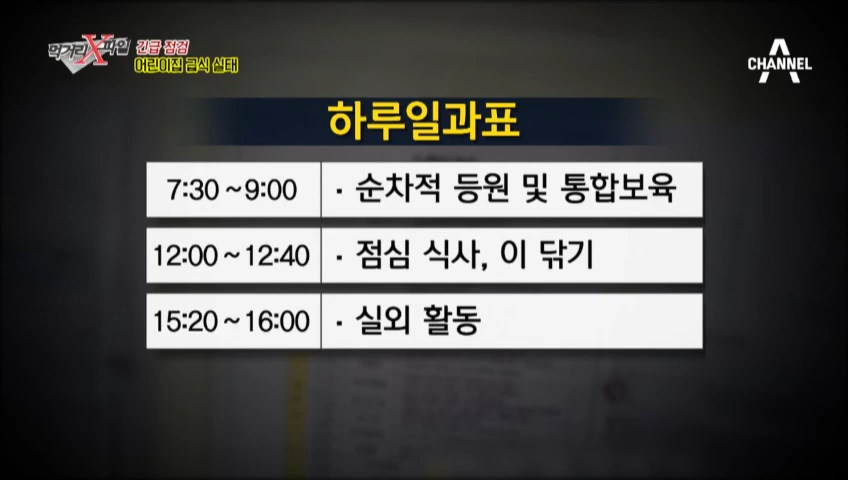 먹거리X파일 긴급 점검
어린이집 급식 실태
CHANNEL A
하루일과표
7:30~9:00 · 순차적 등원 및 통합보육
12:00~12:40 · 점심 식사, 이 닦기
15:20~16:00 · 실외 활동